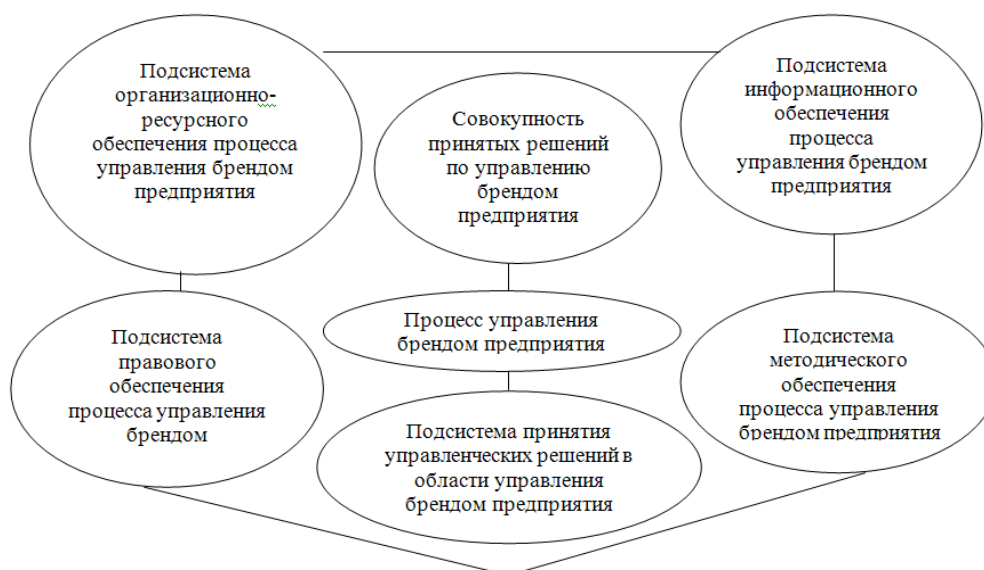 Подсистема
организационно-
ресурсного
обеспечения процесса
управления брендом
предприятия
Совокупность
принятых решений
по управлению
брендом
предприятия
Подсистема
информационного
обеспечения
процесса
управления брендом
предприятия
Подсистема
правового
обеспечения
процесса управления
брендом
Процесс управления
брендом предприятия
Подсистема
методического
обеспечения
процесса управления
брендом предприятия
Подсистема принятия
управленческих решений в
области управления
брендом предприятия